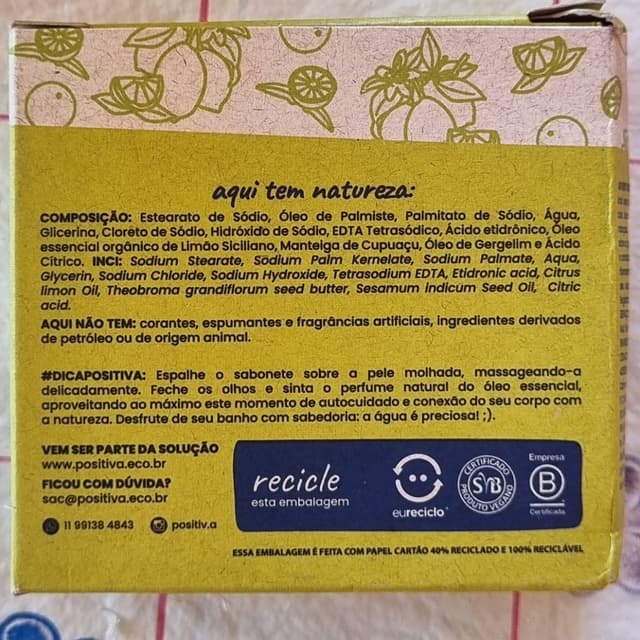 aqui tem natureza:
COMPOSIÇÃO: Estearato de Sódio, Óleo de Palmiste, Palmitato de Sódio, Água,
Glicerina, Cloreto de Sódio, Hidróxido de Sódio, EDTA Tetrasódico, Ácido etidrônico, Óleo
essencial orgânico de Limão Siciliano, Manteiga de Cupuaçu, Óleo de Gergelim e Ácido
Cítrico. INCI: Sodium Stearate, Sodium Palm Kernelate, Sodium Palmate, Aqua,
Glycerin, Sodium Chloride, Sodium Hydroxide, Tetrasodium EDTA, Etidronic acid, Citrus
limon Oil, Theobroma grandiflorum seed butter, Sesamum indicum Seed Oil, Citric
acid.
AQUI NÃO TEM: corantes, espumantes e fragrâncias artificiais, ingredientes derivados
de petróleo ou de origem animal.
#DICAPOSITIVA: Espalhe o sabonete sobre a pele molhada, massageando-a
delicadamente. Feche os olhos e sinta o perfume natural do óleo essencial,
aproveitando ao máximo este momento de autocuidado e conexão do seu corpo com
a natureza. Desfrute de seu banho com sabedoria: a água é preciosa! ;).
VEM SER PARTE DA SOLUÇÃO
www.positiva.eco.br
FICOU COM DÚVIDA?
sac@positiva.eco.br
11 99138 4843 positiv.a
recicle
esta embalagem
eureciclo
CERTIFICADO
SVB
PRODUTO VEGANO
Empresa
B
Certificada
ESSA EMBALAGEM É FEITA COM PAPEL CARTÃO 40% RECICLADO E 100% RECICLÁVEL